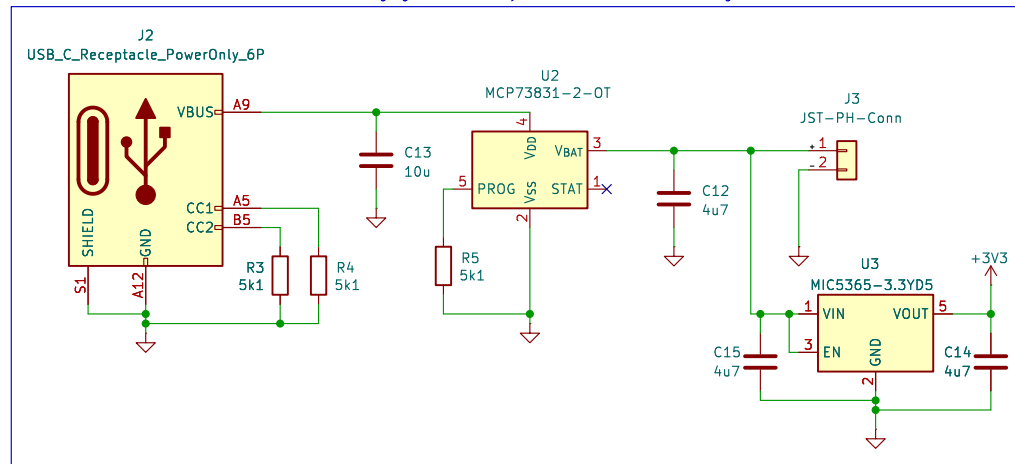 J2
USB_C_Receptacle_PowerOnly_6P
VBUS A9
CC1 A5
CC2 B5
SHIELD
GND
S1
A12
R3
5k1
R4
5k1
C13
10u
U2
MCP73831-2-OT
4
VDD
VBAT 3
5 PROG
STAT 1
VSS
2
R5
5k1
C12
4u7
J3
JST-PH-Conn
+ 1
- 2
U3
MIC5365-3.3YD5
1 VIN
VOUT 5
3 EN
GND
2
C15
4u7
+3V3
C14
4u7